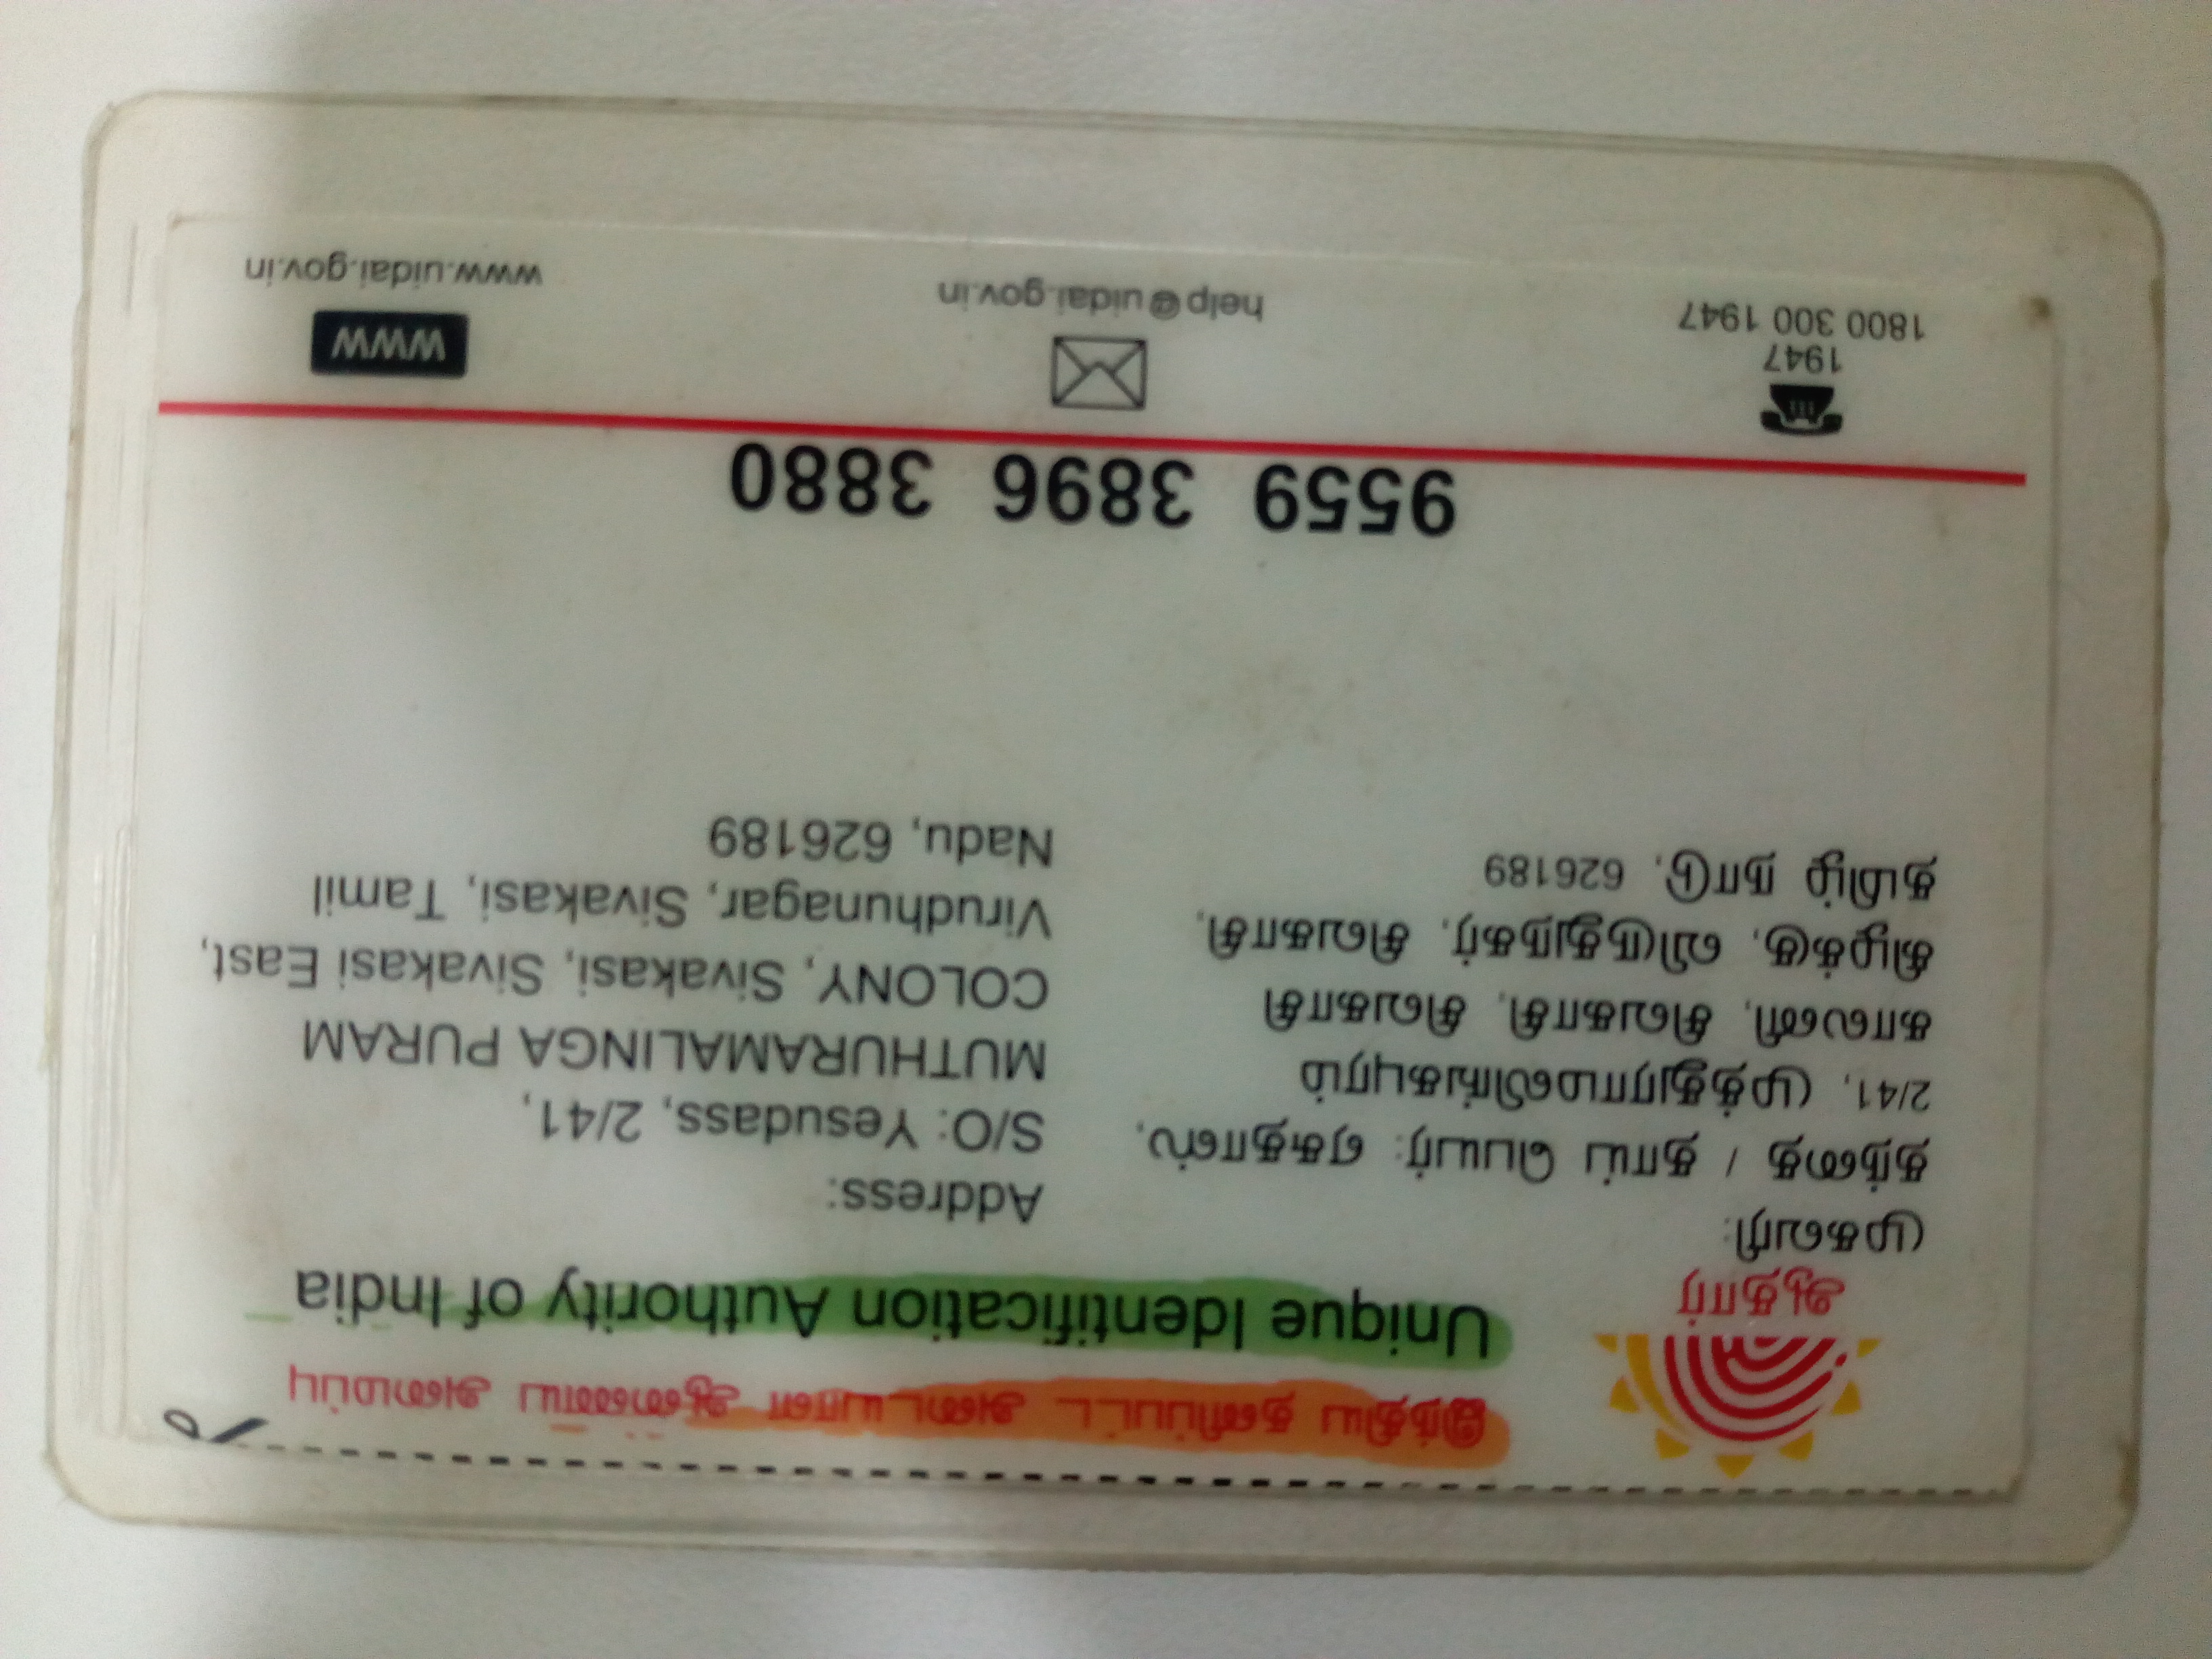 இந்திய தனிப்பட்ட அடையாள ஆணைய அமைப்பு
Unique Identification Authority of India
ஆதார்
முகவரி:
தந்தை / தாய் பெயர்: ஏசுதாஸ்,
2/41, முத்துராமலிங்கபுரம்
காலனி, சிவகாசி, சிவகாசி
கிழக்கு, விருதுநகர், சிவகாசி,
தமிழ் நாடு, 626189
Address:
S/O: Yesudass, 2/41,
MUTHURAMALINGA PURAM
COLONY, Sivakasi, Sivakasi East,
Virudhunagar, Sivakasi, Tamil
Nadu, 626189
9559 3896 3880
1947
1800 300 1947
help@uidai.gov.in
WWW
www.uidai.gov.in